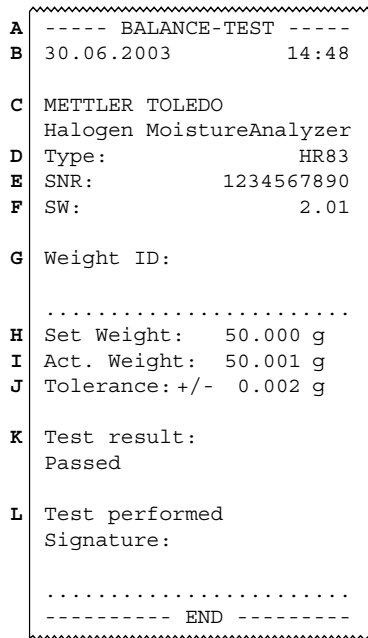 A ----- BALANCE-TEST -----
B 30.06.2003 14:48
C METTLER TOLEDO
Halogen MoistureAnalyzer
D Type: HR83
E SNR: 1234567890
F SW: 2.01
G Weight ID:
........................
H Set Weight: 50.000 g
I Act. Weight: 50.001 g
J Tolerance: +/- 0.002 g
K Test result:
Passed
L Test performed
Signature:
........................
---------- END ---------